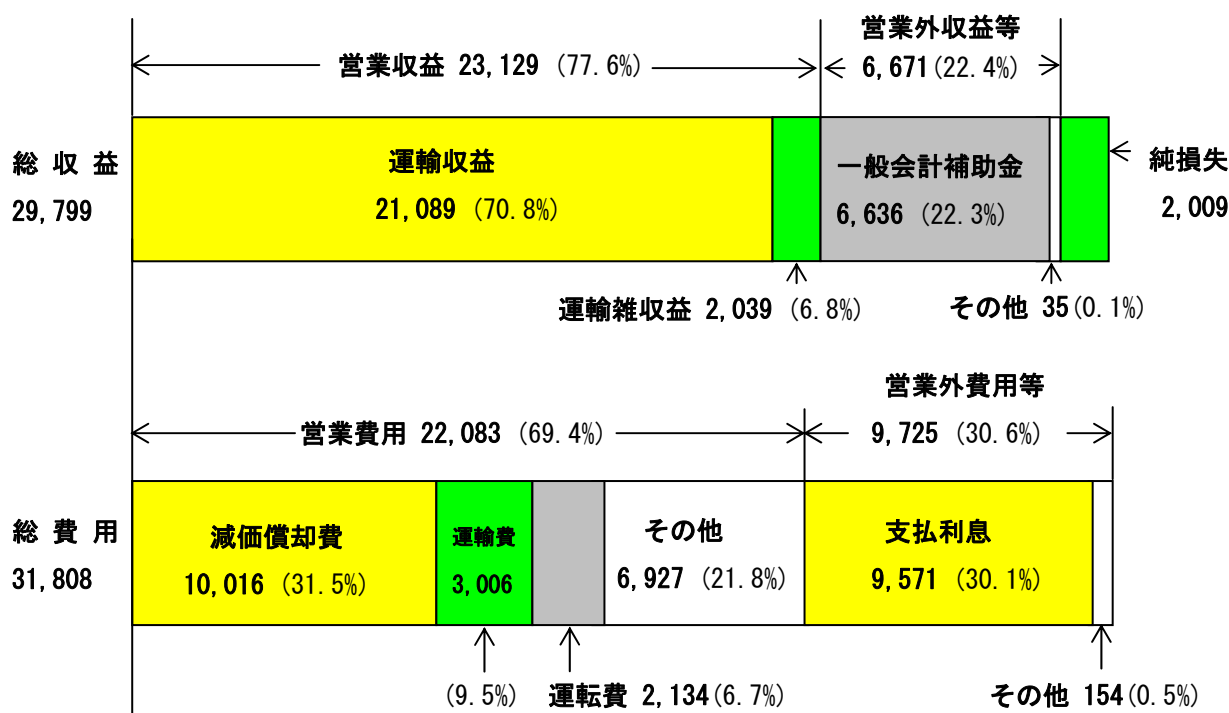 営業外収益等
営業収益 23,129 (77.6%)
6,671(22.4%)
総収益
29,799
運輸収益
21,089 (70.8%)
一般会計補助金
6,636 (22.3%)
純損失
2,009
運輸雑収益 2,039 (6.8%)
その他 35(0.1%)
営業外費用等
営業費用 22,083 (69.4%)
9,725 (30.6%)
総費用
31,808
減価償却費
10,016 (31.5%)
運輸費
3,006
その他
6,927 (21.8%)
支払利息
9,571 (30.1%)
(9.5%)
運転費 2,134(6.7%)
その他 154(0.5%)